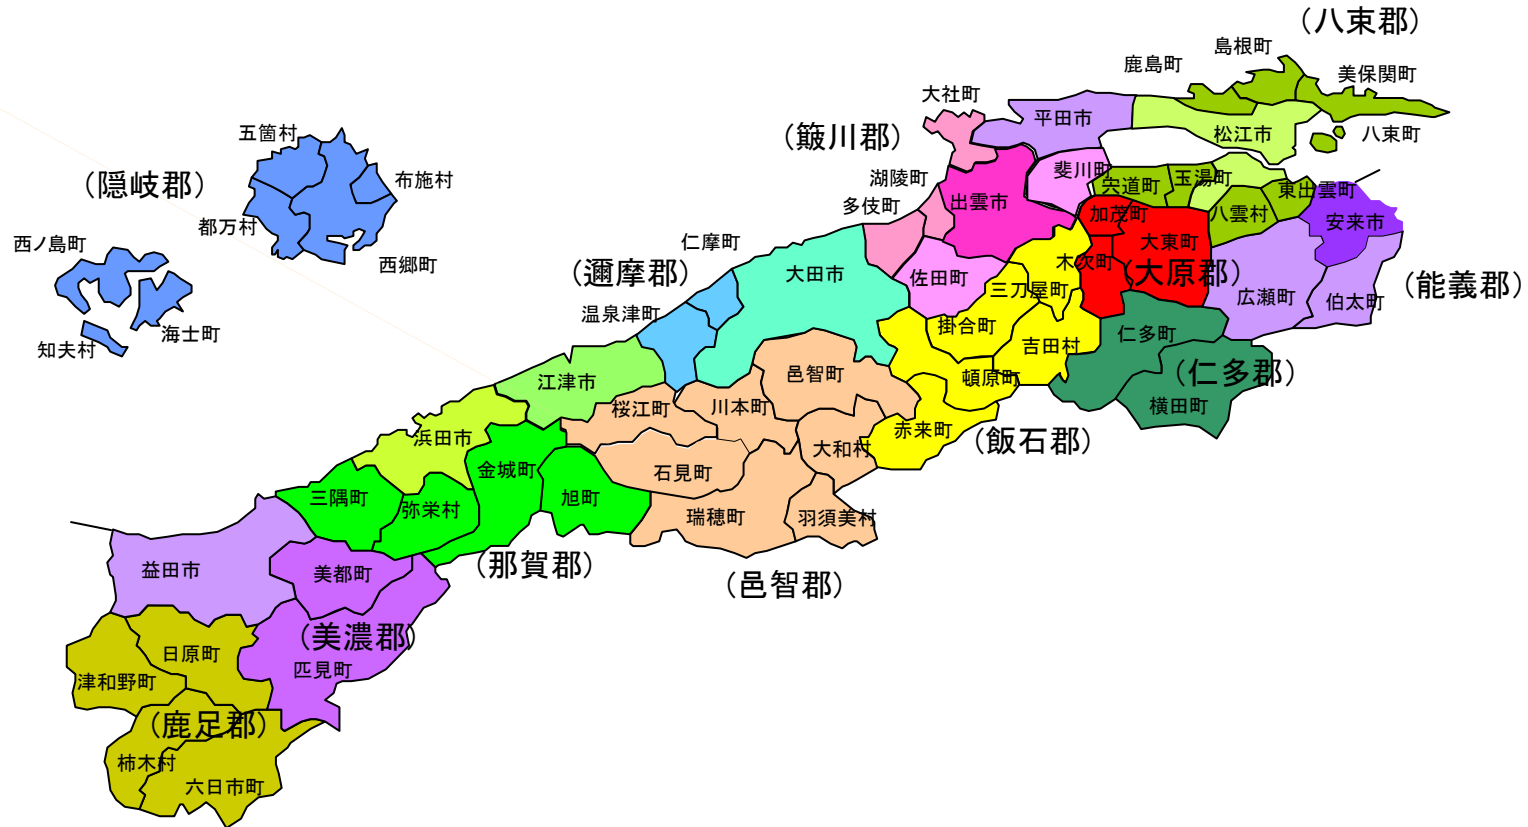 (八束郡)
島根町
鹿島町
美保関町
大社町
平田市
松江市
八束町
(簸川郡)
五箇村
布施村
(隠岐郡)
都万村
西郷町
西ノ島町
海士町
知夫村
湖陵町
多伎町
出雲市
斐川町
宍道町
玉湯町
東出雲町
八雲村
安来市
加茂町
大東町
木次町
(大原郡)
仁摩町
(邇摩郡)
温泉津町
大田市
佐田町
三刀屋町
掛合町
吉田村
頓原町
広瀬町
伯太町
(能義郡)
仁多町
(仁多郡)
横田町
江津市
桜江町
川本町
邑智町
大和村
赤来町
(飯石郡)
浜田市
金城町
石見町
三隅町
弥栄村
旭町
瑞穂町
羽須美村
(那賀郡)
(邑智郡)
益田市
美都町
(美濃郡)
匹見町
日原町
津和野町
(鹿足郡)
柿木村
六日市町